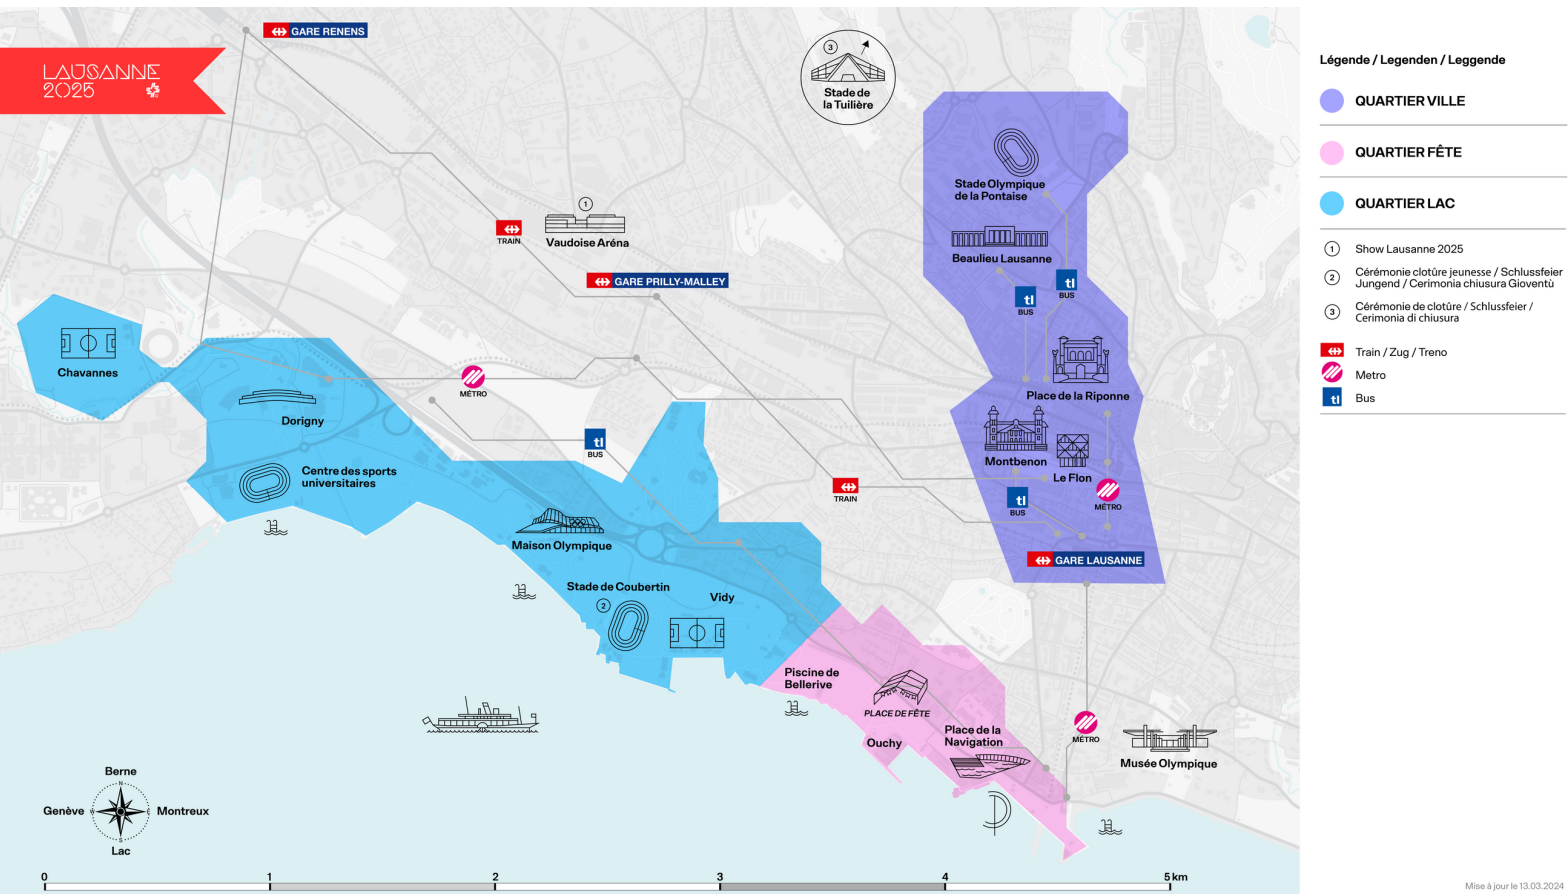 LAUSANNE
2025
GARE RENENS
3
Stade de
la Tuilière
TRAIN
1
Vaudoise Aréna
GARE PRILLY-MALLEY
Stade Olympique
de la Pontaise
Beaulieu Lausanne
tl
BUS
tl
BUS
Chavannes
MÉTRO
Dorigny
Place de la Riponne
tl
BUS
Centre des sports
universitaires
Montbenon
Le Flon
TRAIN
tl
BUS
MÉTRO
Maison Olympique
GARE LAUSANNE
Stade de Coubertin
2
Vidy
Piscine de
Bellerive
PLACE DE FÊTE
Ouchy
Place de la
Navigation
MÉTRO
Musée Olympique
Berne
N
Genève
W
E
Montreux
S
Lac
0
1
2
3
4
5 km
Légende / Legenden / Leggende
QUARTIER VILLE
QUARTIER FÊTE
QUARTIER LAC
1 Show Lausanne 2025
2 Cérémonie clotûre jeunesse / Schlussfeier
Jungend / Cerimonia chiusura Gioventù
3 Cérémonie de clotûre / Schlussfeier /
Cerimonia di chiusura
Train / Zug / Treno
Metro
tl Bus
Mise à jour le 13.03.2024